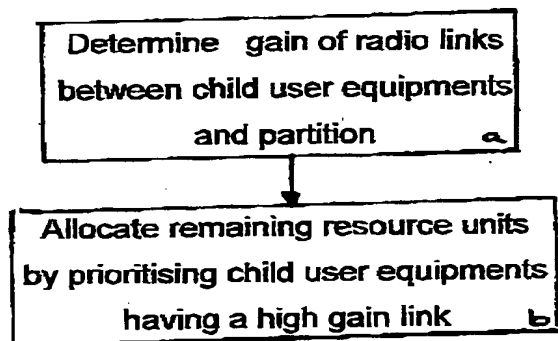 Determine gain of radio links
between child user equipments
and partition a
Allocate remaining resource units
by prioritising child user equipments
having a high gain link b